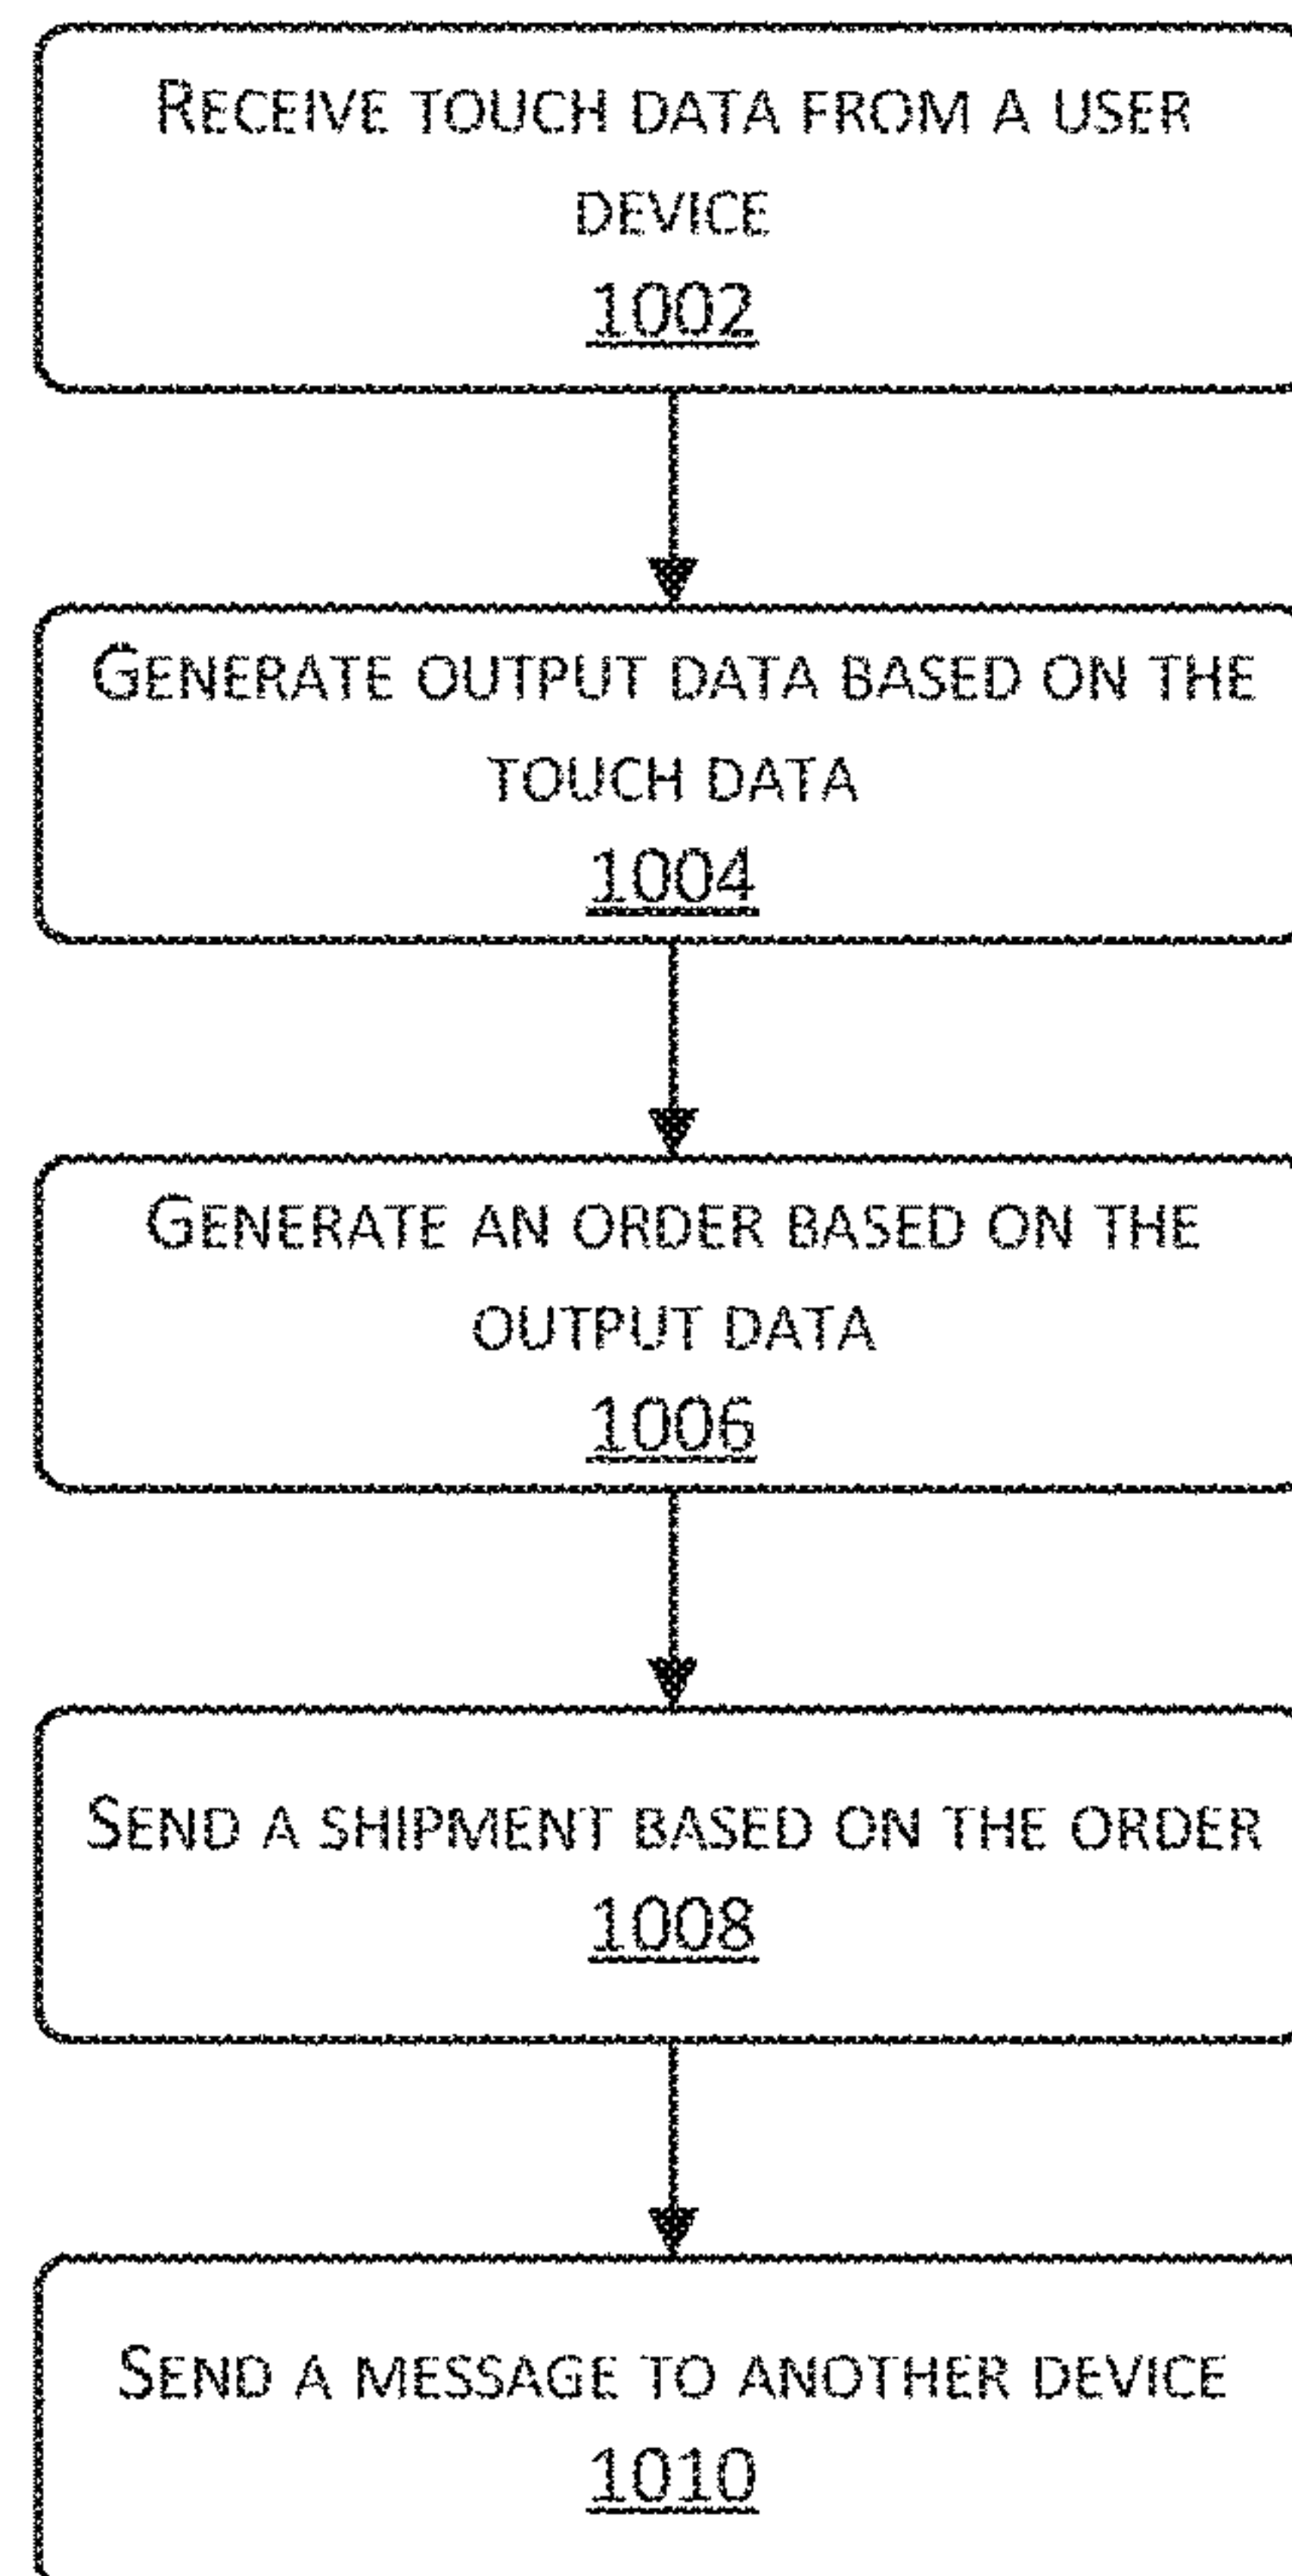 RECEIVE TOUCH DATA FROM A USER
DEVICE
1002
GENERATE OUTPUT DATA BASED ON THE
TOUCH DATA
1004
GENERATE AN ORDER BASED ON THE
OUTPUT DATA
1006
SEND A SHIPMENT BASED ON THE ORDER
1008
SEND A MESSAGE TO ANOTHER DEVICE
1010